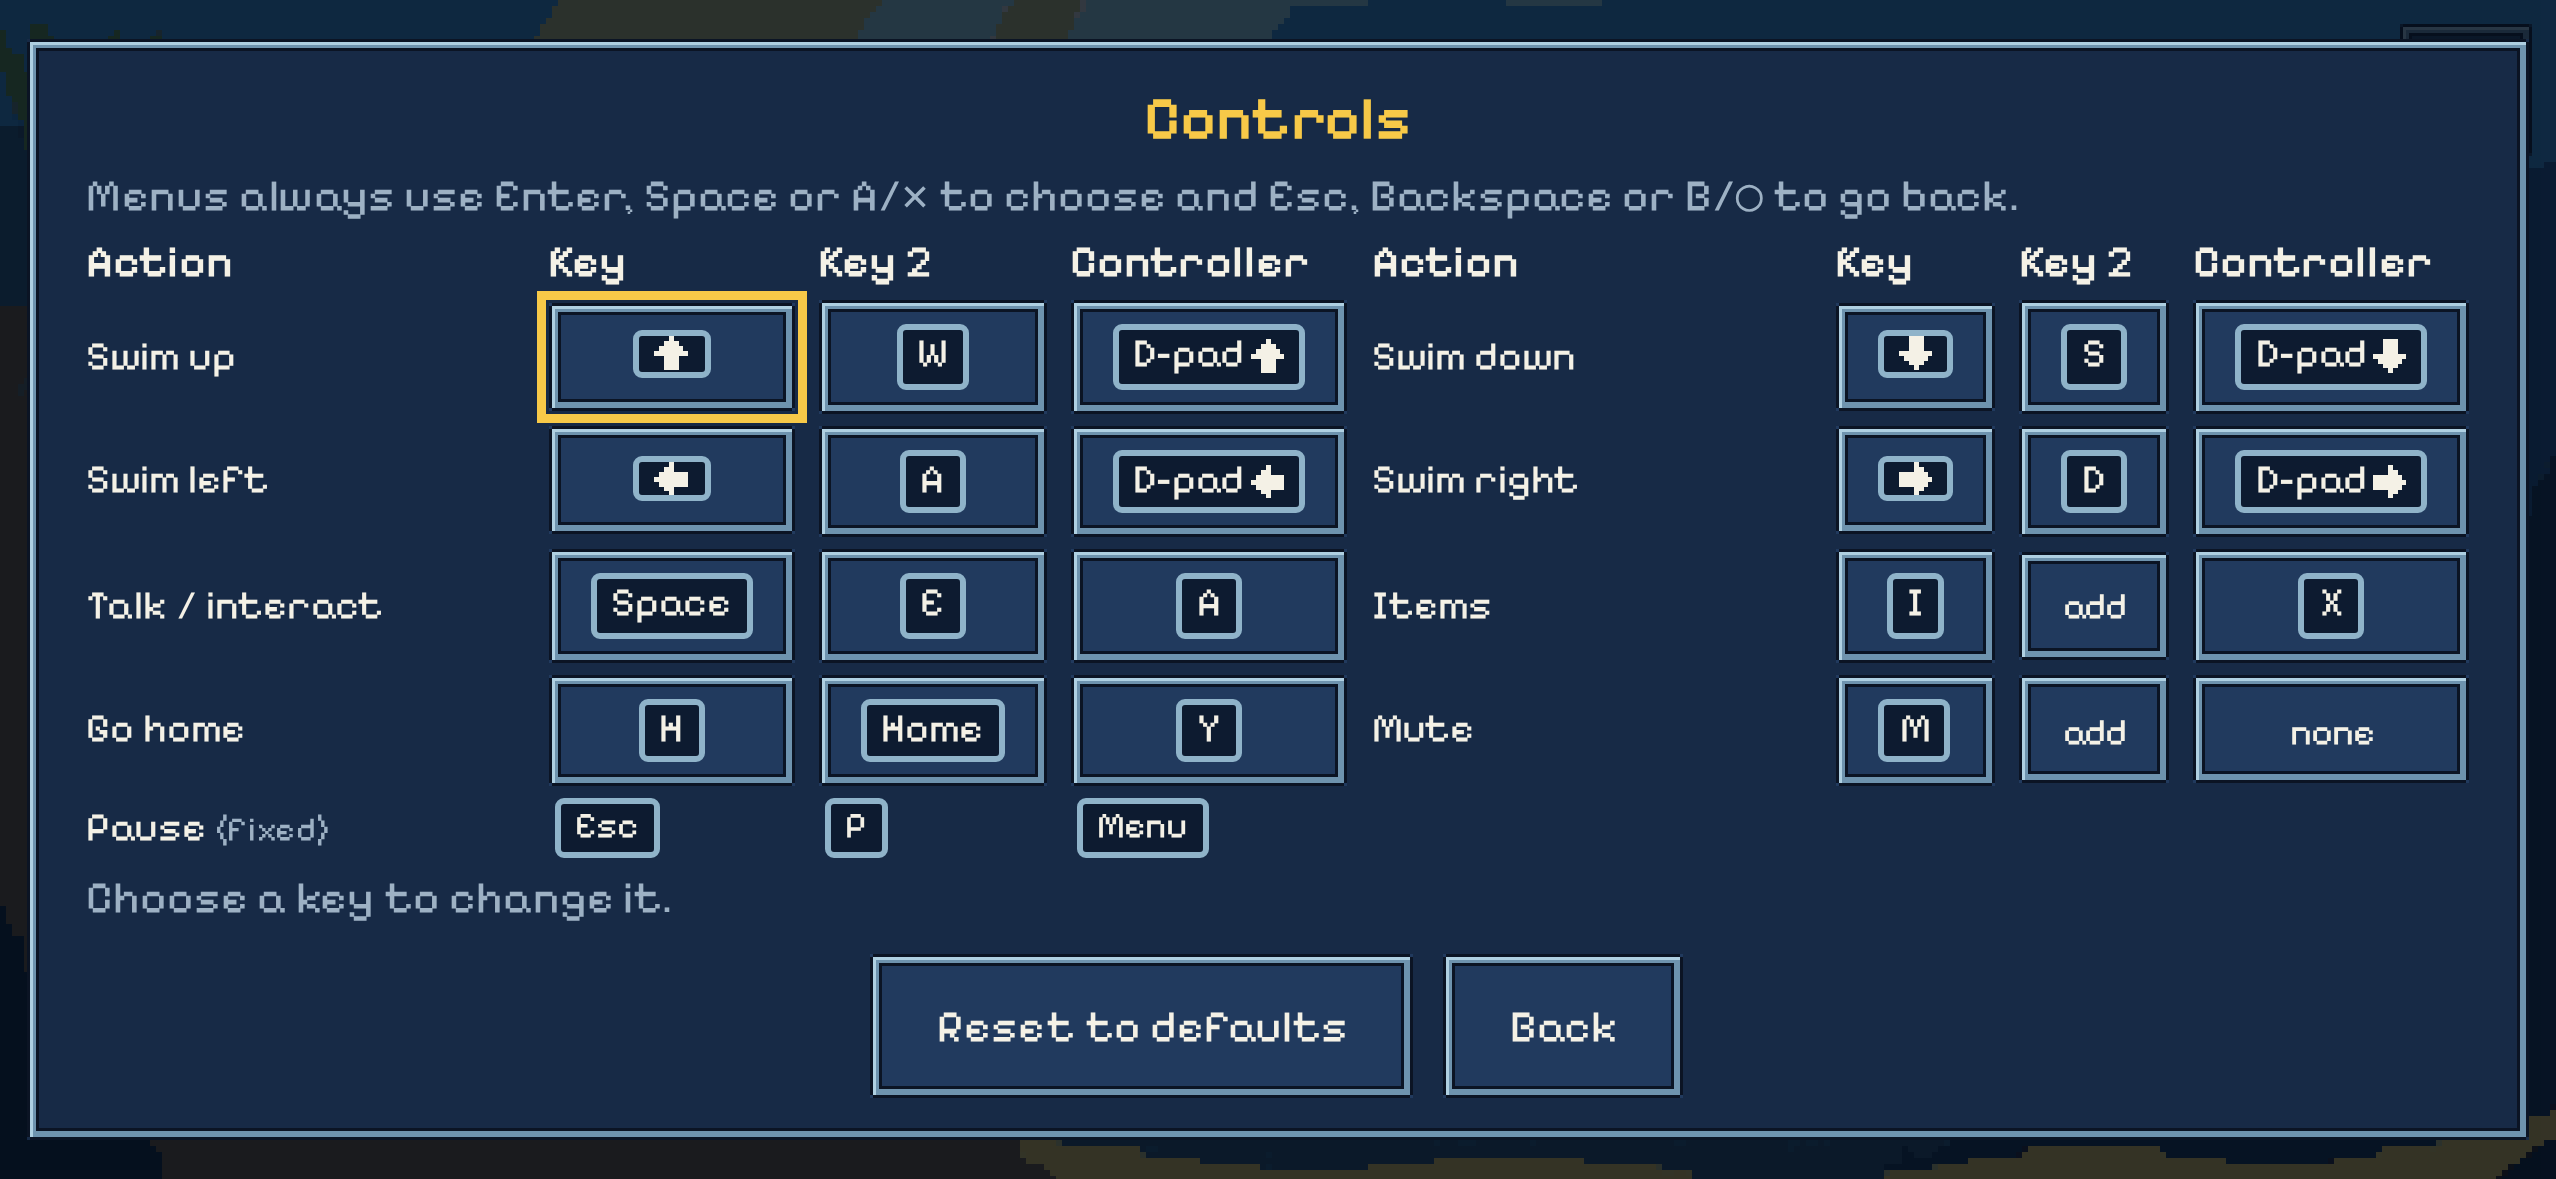 Controls
Menus always use Enter, Space or A/× to choose and Esc, Backspace or B/○ to go back.
Action Key Key 2 Controller Action Key Key 2 Controller
Swim up ↑ W D-pad ↑ Swim down ↓ S D-pad ↓
Swim left ← A D-pad ← Swim right → D D-pad →
Talk / interact Space E A Items I add X
Go home H Home Y Mute M add none
Pause (fixed) Esc P Menu
Choose a key to change it.
Reset to defaults Back